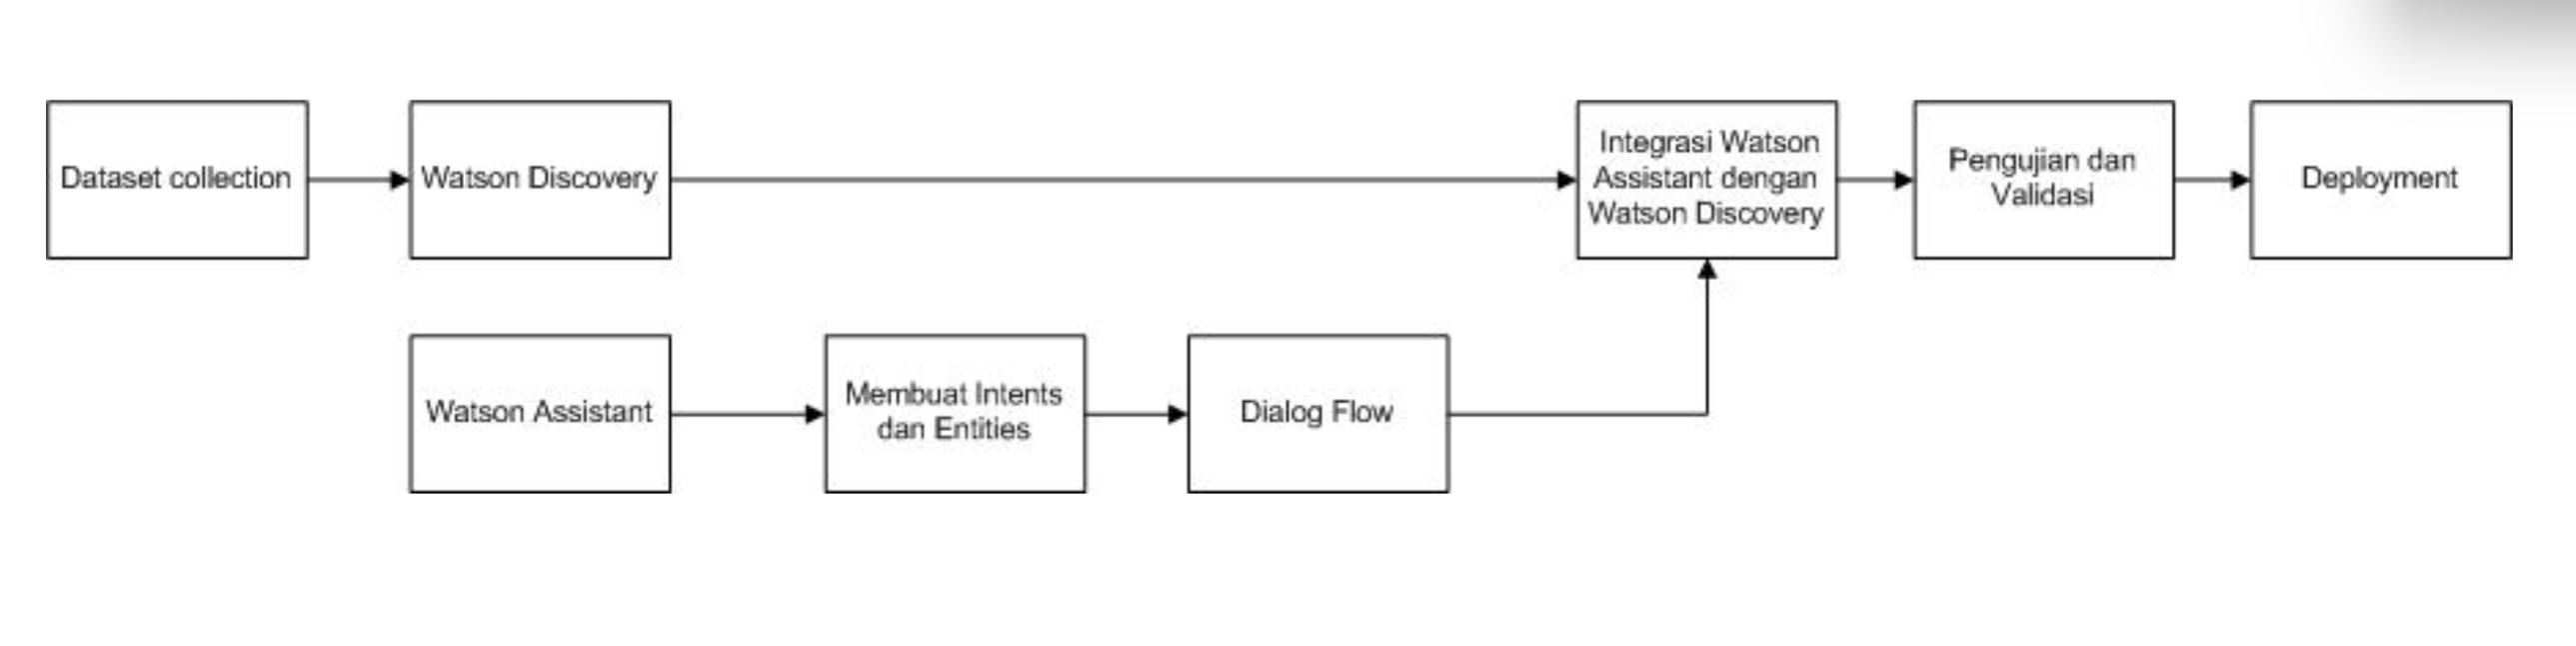 Dataset collection
Watson Discovery
Integrasi Watson
Assistant dengan
Watson Discovery
Pengujian dan
Validasi
Deployment
Watson Assistant
Membuat Intents
dan Entities
Dialog Flow